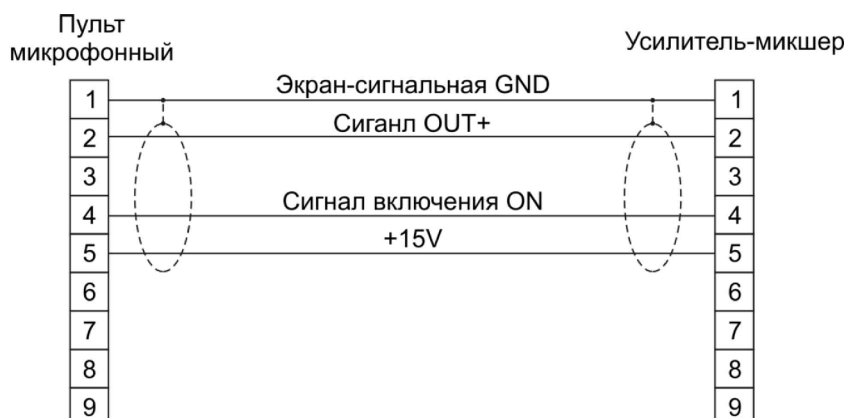 Пульт
микрофонный
Усилитель-микшер
1 Экран-сигнальная GND 1
2 Сиганл OUT+ 2
3 3
4 Сигнал включения ON 4
5 +15V 5
6 6
7 7
8 8
9 9